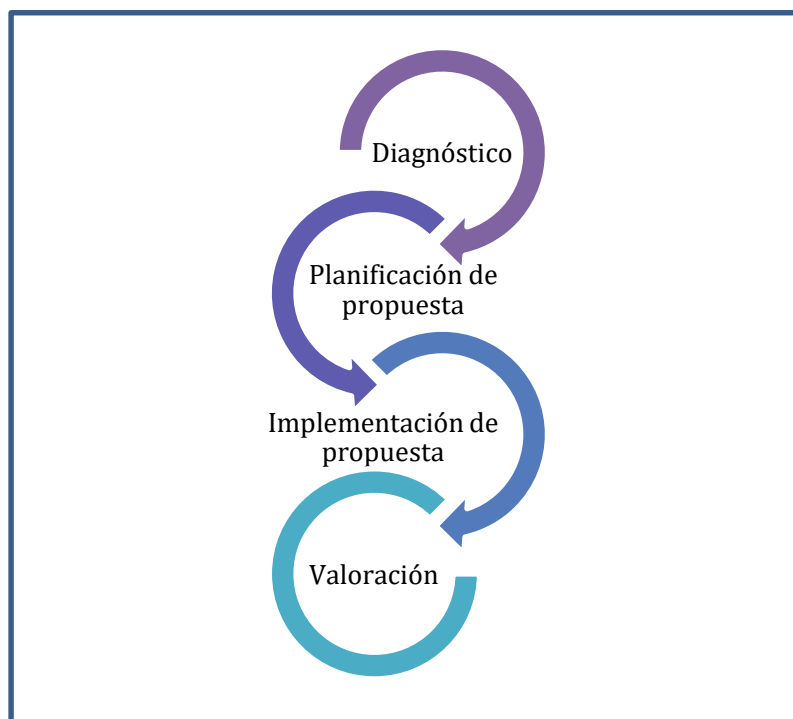 Diagnóstico
Planificación de
propuesta
Implementación de
propuesta
Valoración